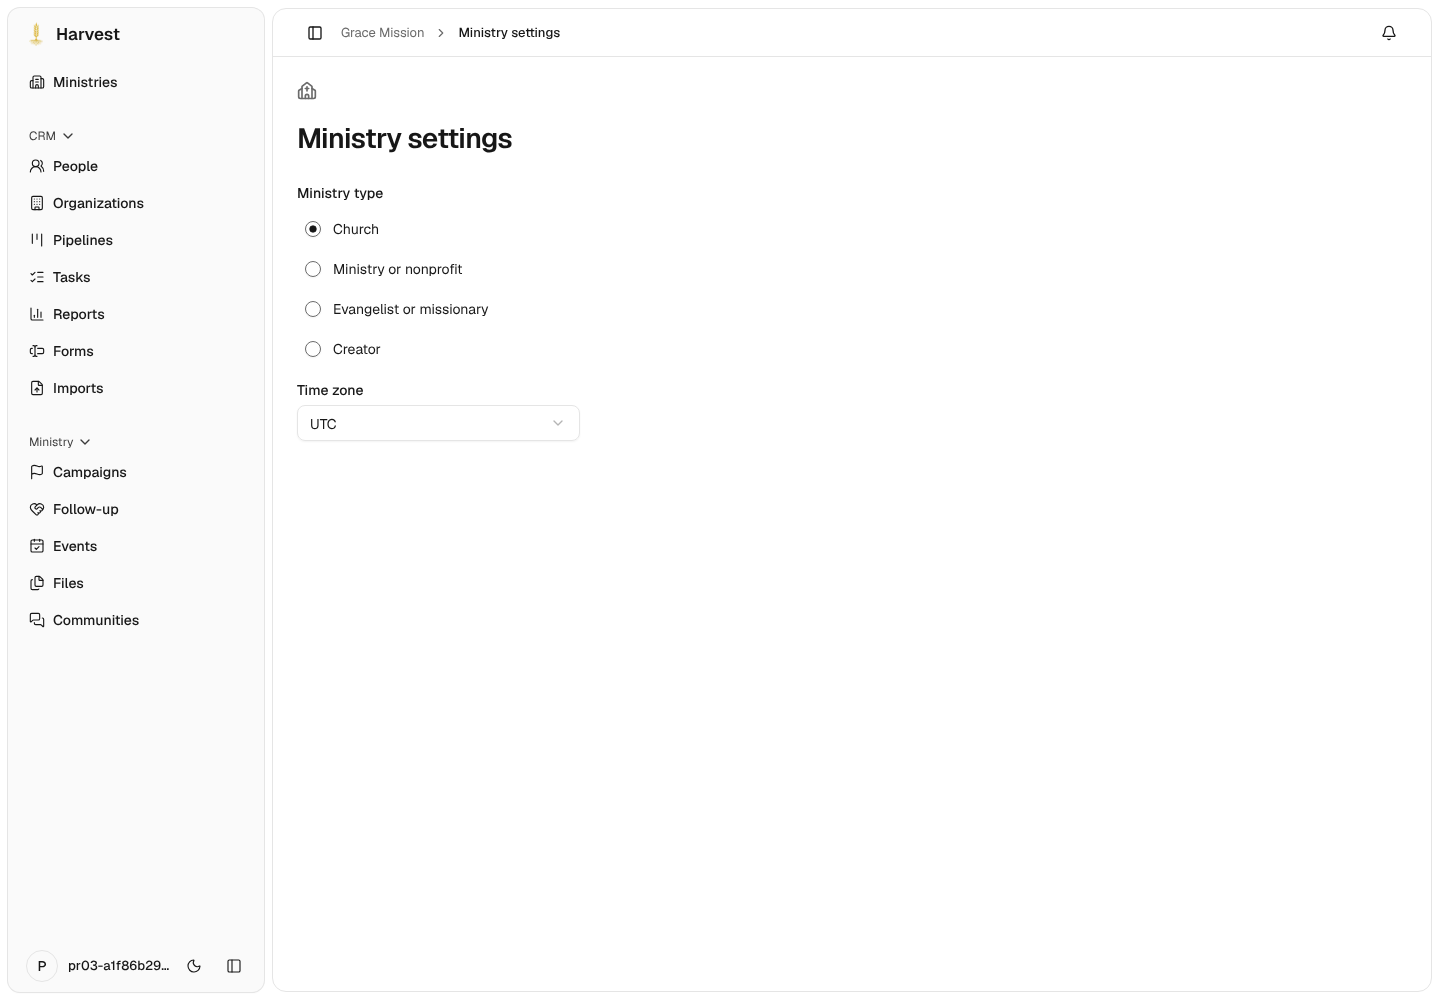 Harvest
Ministries
CRM
People
Organizations
Pipelines
Tasks
Reports
Forms
Imports
Ministry
Campaigns
Follow-up
Events
Files
Communities
P pr03-a1f86b29...
Grace Mission > Ministry settings
Ministry settings
Ministry type
Church
Ministry or nonprofit
Evangelist or missionary
Creator
Time zone
UTC